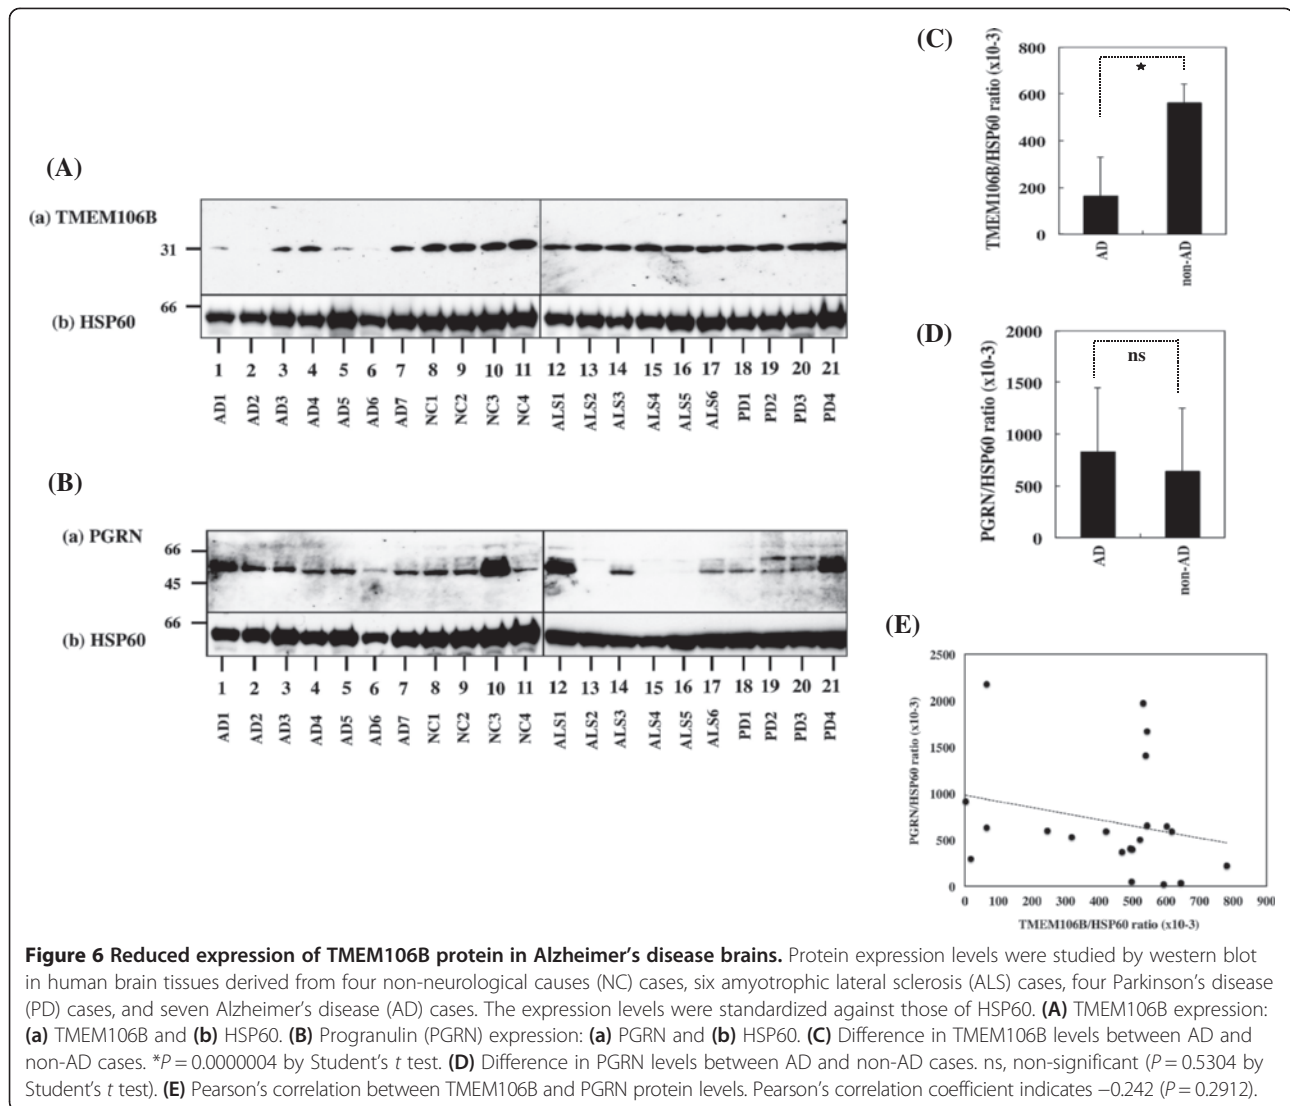 (A)
(a) TMEM106B
31
66
(b) HSP60
1 2 3 4 5 6 7 8 9 10 11 12 13 14 15 16 17 18 19 20 21
AD1 AD2 AD3 AD4 AD5 AD6 AD7 NC1 NC2 NC3 NC4 ALS1 ALS2 ALS3 ALS4 ALS5 ALS6 PD1 PD2 PD3 PD4
(B)
(a) PGRN
66
45
66
(b) HSP60
1 2 3 4 5 6 7 8 9 10 11 12 13 14 15 16 17 18 19 20 21
AD1 AD2 AD3 AD4 AD5 AD6 AD7 NC1 NC2 NC3 NC4 ALS1 ALS2 ALS3 ALS4 ALS5 ALS6 PD1 PD2 PD3 PD4
(C)
TMEM106B/HSP60 ratio (x10-3)
800
600
400
200
0
★
AD non-AD
(D)
PGRN/HSP60 ratio (x10-3)
2000
1500
1000
500
0
ns
AD non-AD
(E)
PGRN/HSP60 ratio (x10-3)
2500
2000
1500
1000
500
0
0 100 200 300 400 500 600 700 800 900
TMEM106B/HSP60 ratio (x10-3)
Figure 6 Reduced expression of TMEM106B protein in Alzheimer's disease brains. Protein expression levels were studied by western blot
in human brain tissues derived from four non-neurological causes (NC) cases, six amyotrophic lateral sclerosis (ALS) cases, four Parkinson's disease
(PD) cases, and seven Alzheimer's disease (AD) cases. The expression levels were standardized against those of HSP60. (A) TMEM106B expression:
(a) TMEM106B and (b) HSP60. (B) Progranulin (PGRN) expression: (a) PGRN and (b) HSP60. (C) Difference in TMEM106B levels between AD and
non-AD cases. *P = 0.0000004 by Student's t test. (D) Difference in PGRN levels between AD and non-AD cases. ns, non-significant (P = 0.5304 by
Student's t test). (E) Pearson's correlation between TMEM106B and PGRN protein levels. Pearson's correlation coefficient indicates −0.242 (P = 0.2912).